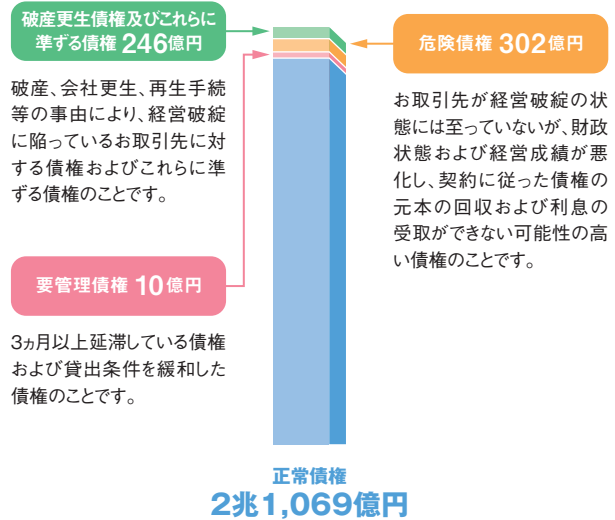 破産更生債権及びこれらに
準ずる債権 246億円
破産、会社更生、再生手続
等の事由により、経営破綻
に陥っているお取引先に対
する債権およびこれらに準
ずる債権のことです。
要管理債権 10億円
3ヵ月以上延滞している債権
および貸出条件を緩和した
債権のことです。
危険債権 302億円
お取引先が経営破綻の状
態には至っていないが、財政
状態および経営成績が悪
化し、契約に従った債権の
元本の回収および利息の
受取ができない可能性の高
い債権のことです。
正常債権
2兆1,069億円